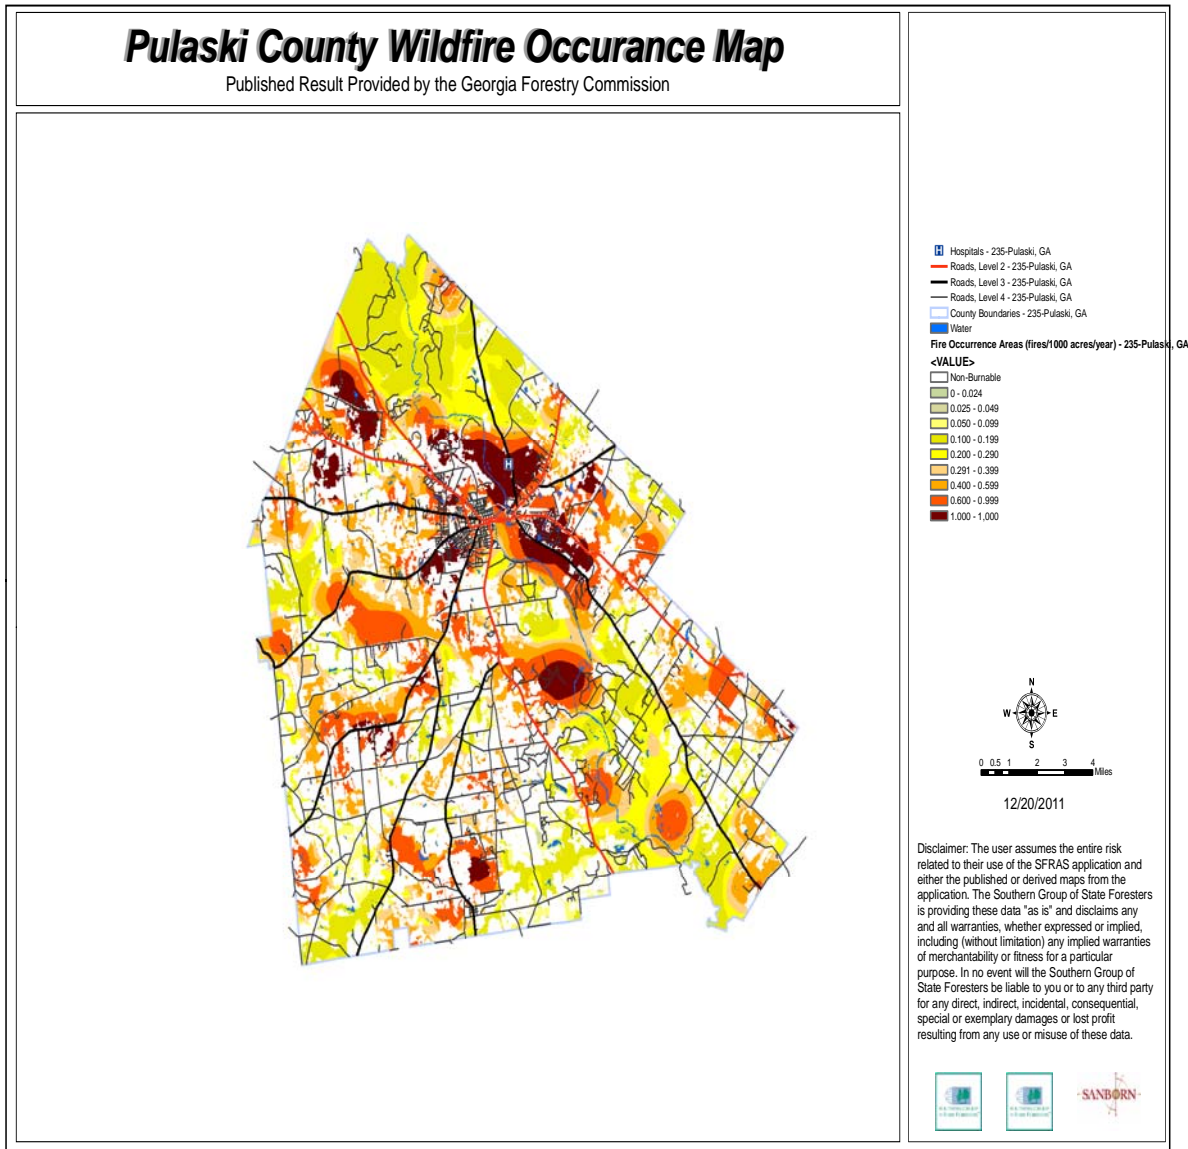 Pulaski County Wildfire Occurance Map
Published Result Provided by the Georgia Forestry Commission
H
H Hospitals - 235-Pulaski, GA
Roads, Level 2 - 235-Pulaski, GA
Roads, Level 3 - 235-Pulaski, GA
Roads, Level 4 - 235-Pulaski, GA
County Boundaries - 235-Pulaski, GA
Water
Fire Occurrence Areas (fires/1000 acres/year) - 235-Pulaski, GA
<VALUE>
Non-Burnable
0 - 0.024
0.025 - 0.049
0.050 - 0.099
0.100 - 0.199
0.200 - 0.290
0.291 - 0.399
0.400 - 0.599
0.600 - 0.999
1.000 - 1,000
N
W E
S
0 0.5 1 2 3 4
Miles
12/20/2011
Disclaimer: The user assumes the entire risk
related to their use of the SFRAS application and
either the published or derived maps from the
application. The Southern Group of State Foresters
is providing these data "as is" and disclaims any
and all warranties, whether expressed or implied,
including (without limitation) any implied warranties
of merchantability or fitness for a particular
purpose. In no event will the Southern Group of
State Foresters be liable to you or to any third party
for any direct, indirect, incidental, consequential,
special or exemplary damages or lost profit
resulting from any use or misuse of these data.
SANBORN